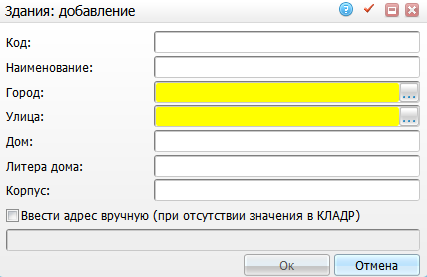 Здания: добавление
Код:
Наименование:
Город:
...
Улица:
...
Дом:
Литера дома:
Корпус:
Ввести адрес вручную (при отсутствии значения в КЛАДР)
Ок Отмена